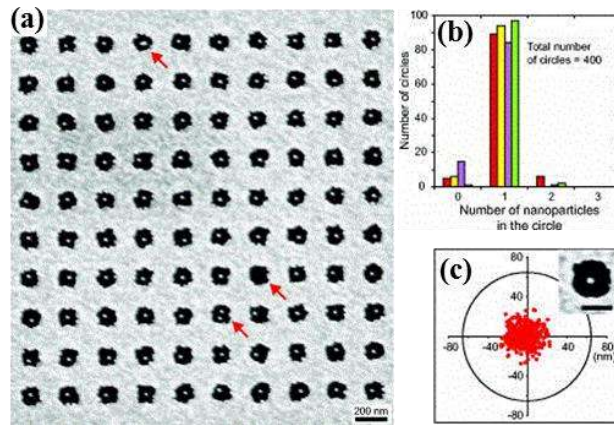 (a)
200 nm
(b)
100
80
60
40
20
0
Number of circles
Total number
of circles = 400
0 1 2 3
Number of nanoparticles
in the circle
(c)
80
40
-80 -40 40 80
(nm)
-40
-80